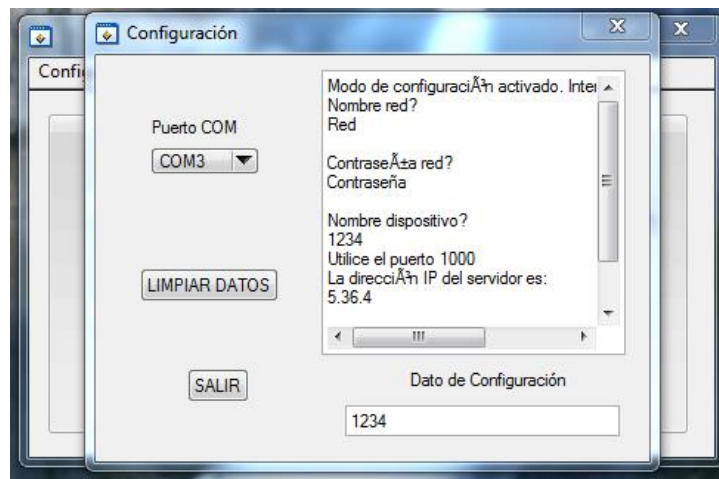 Configuración
Confi
Puerto COM
COM3
LIMPIAR DATOS
SALIR
Modo de configuraciÃ³n activado. Inter
Nombre red?
Red
ContraseÃ±a red?
Contraseña
Nombre dispositivo?
1234
Utilice el puerto 1000
La direcciÃ³n IP del servidor es:
5.36.4
Dato de Configuración
1234